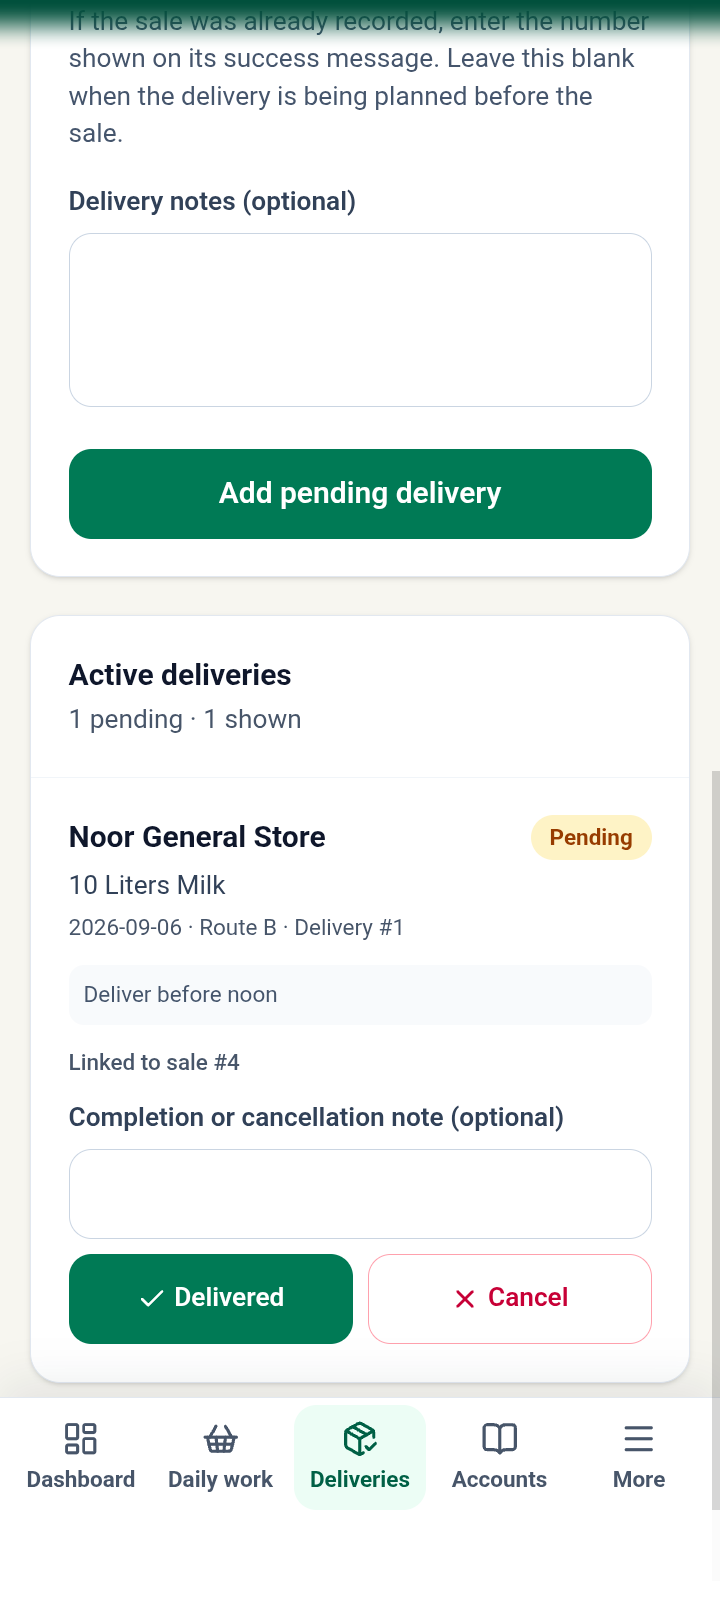 If the sale was already recorded, enter the number
shown on its success message. Leave this blank
when the delivery is being planned before the
sale.
Delivery notes (optional)
Add pending delivery
Active deliveries
1 pending · 1 shown
Noor General Store
Pending
10 Liters Milk
2026-09-06 · Route B · Delivery #1
Deliver before noon
Linked to sale #4
Completion or cancellation note (optional)
Delivered
Cancel
Dashboard
Daily work
Deliveries
Accounts
More